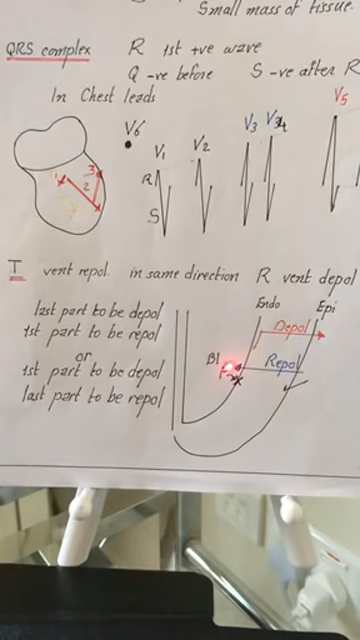 Small mass of tissue.
QRS complex R 1st +ve wave
Q -ve before S -ve after R
In Chest leads
V6
V1
V2
V3
V4
V5
R
S
1
2
3
T vent repol. in same direction R vent depol
last part to be depol
1st part to be repol
or
1st part to be depol
last part to be repol
Endo
Epi
Depol
Repol
Bl